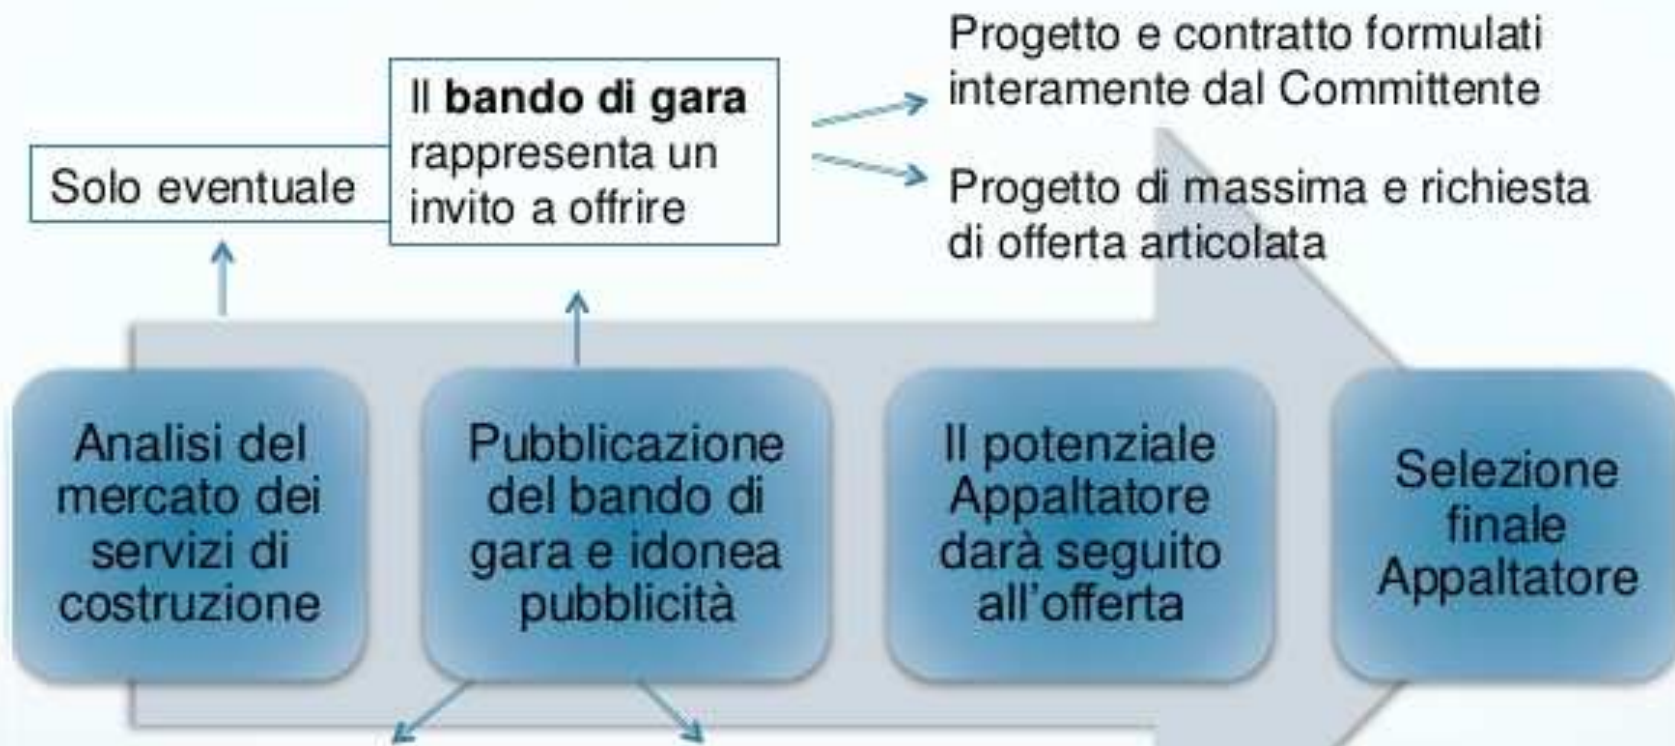 Progetto e contratto formulati
interamente dal Committente
Il bando di gara
rappresenta un
invito a offrire
Solo eventuale
Progetto di massima e richiesta
di offerta articolata
Analisi del
mercato dei
servizi di
costruzione
Pubblicazione
del bando di
gara e idonea
pubblicità
Il potenziale
Appaltatore
darà seguito
all'offerta
Selezione
finale
Appaltatore